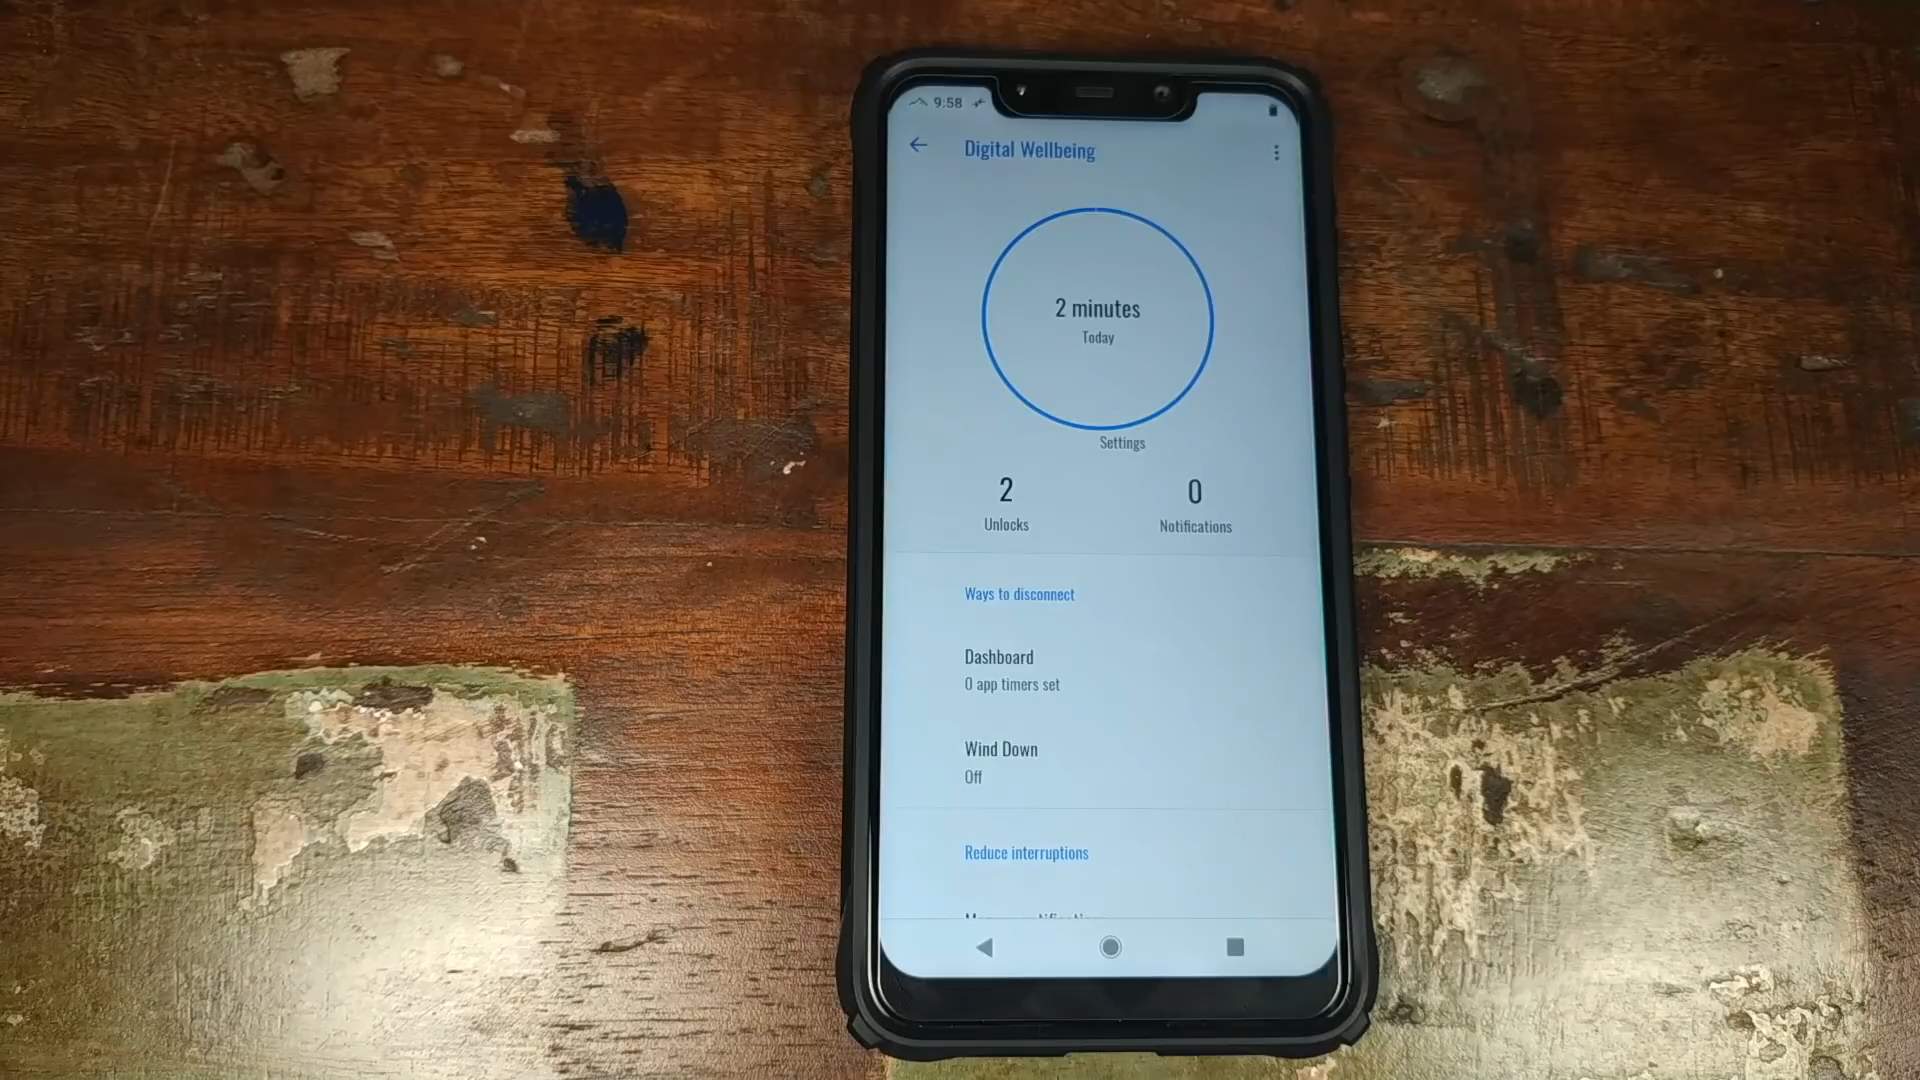 9:58
Digital Wellbeing
2 minutes
Today
Settings
2
0
Unlocks
Notifications
Ways to disconnect
Dashboard
0 app timers set
Wind Down
Off
Reduce interruptions